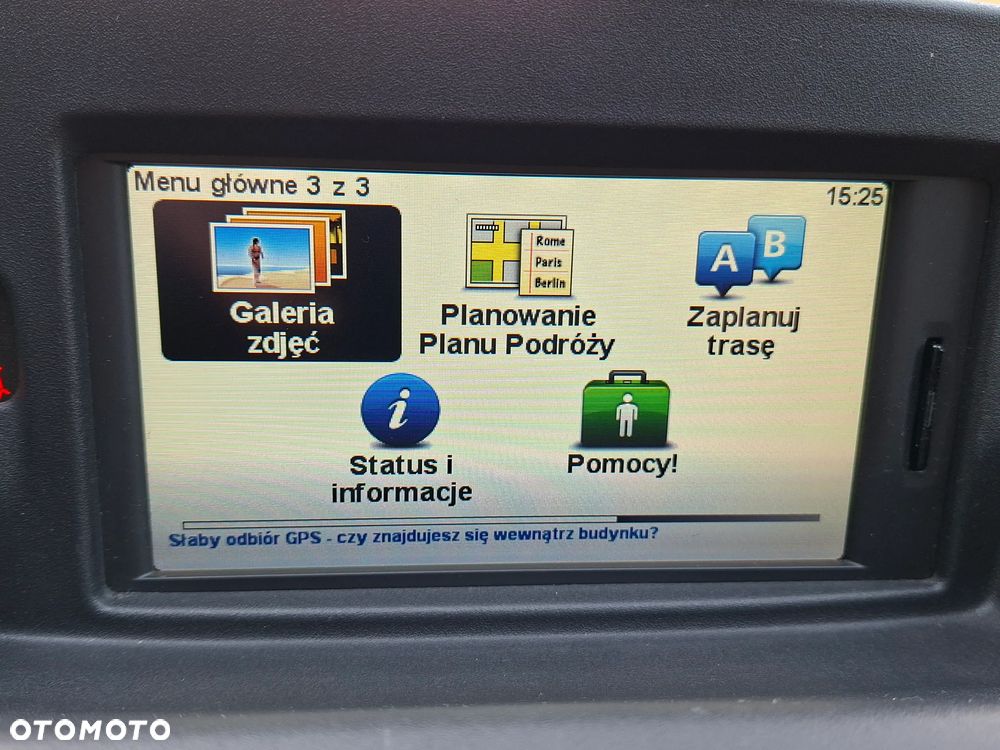 Menu główne 3 z 3
15:25
Rome
Paris
Berlin
A
B
Galeria
zdjęć
Planowanie
Planu Podróży
Zaplanuj
trasę
i
Status i
informacje
Pomocy!
Słaby odbiór GPS - czy znajdujesz się wewnątrz budynku?
OTOMOTO